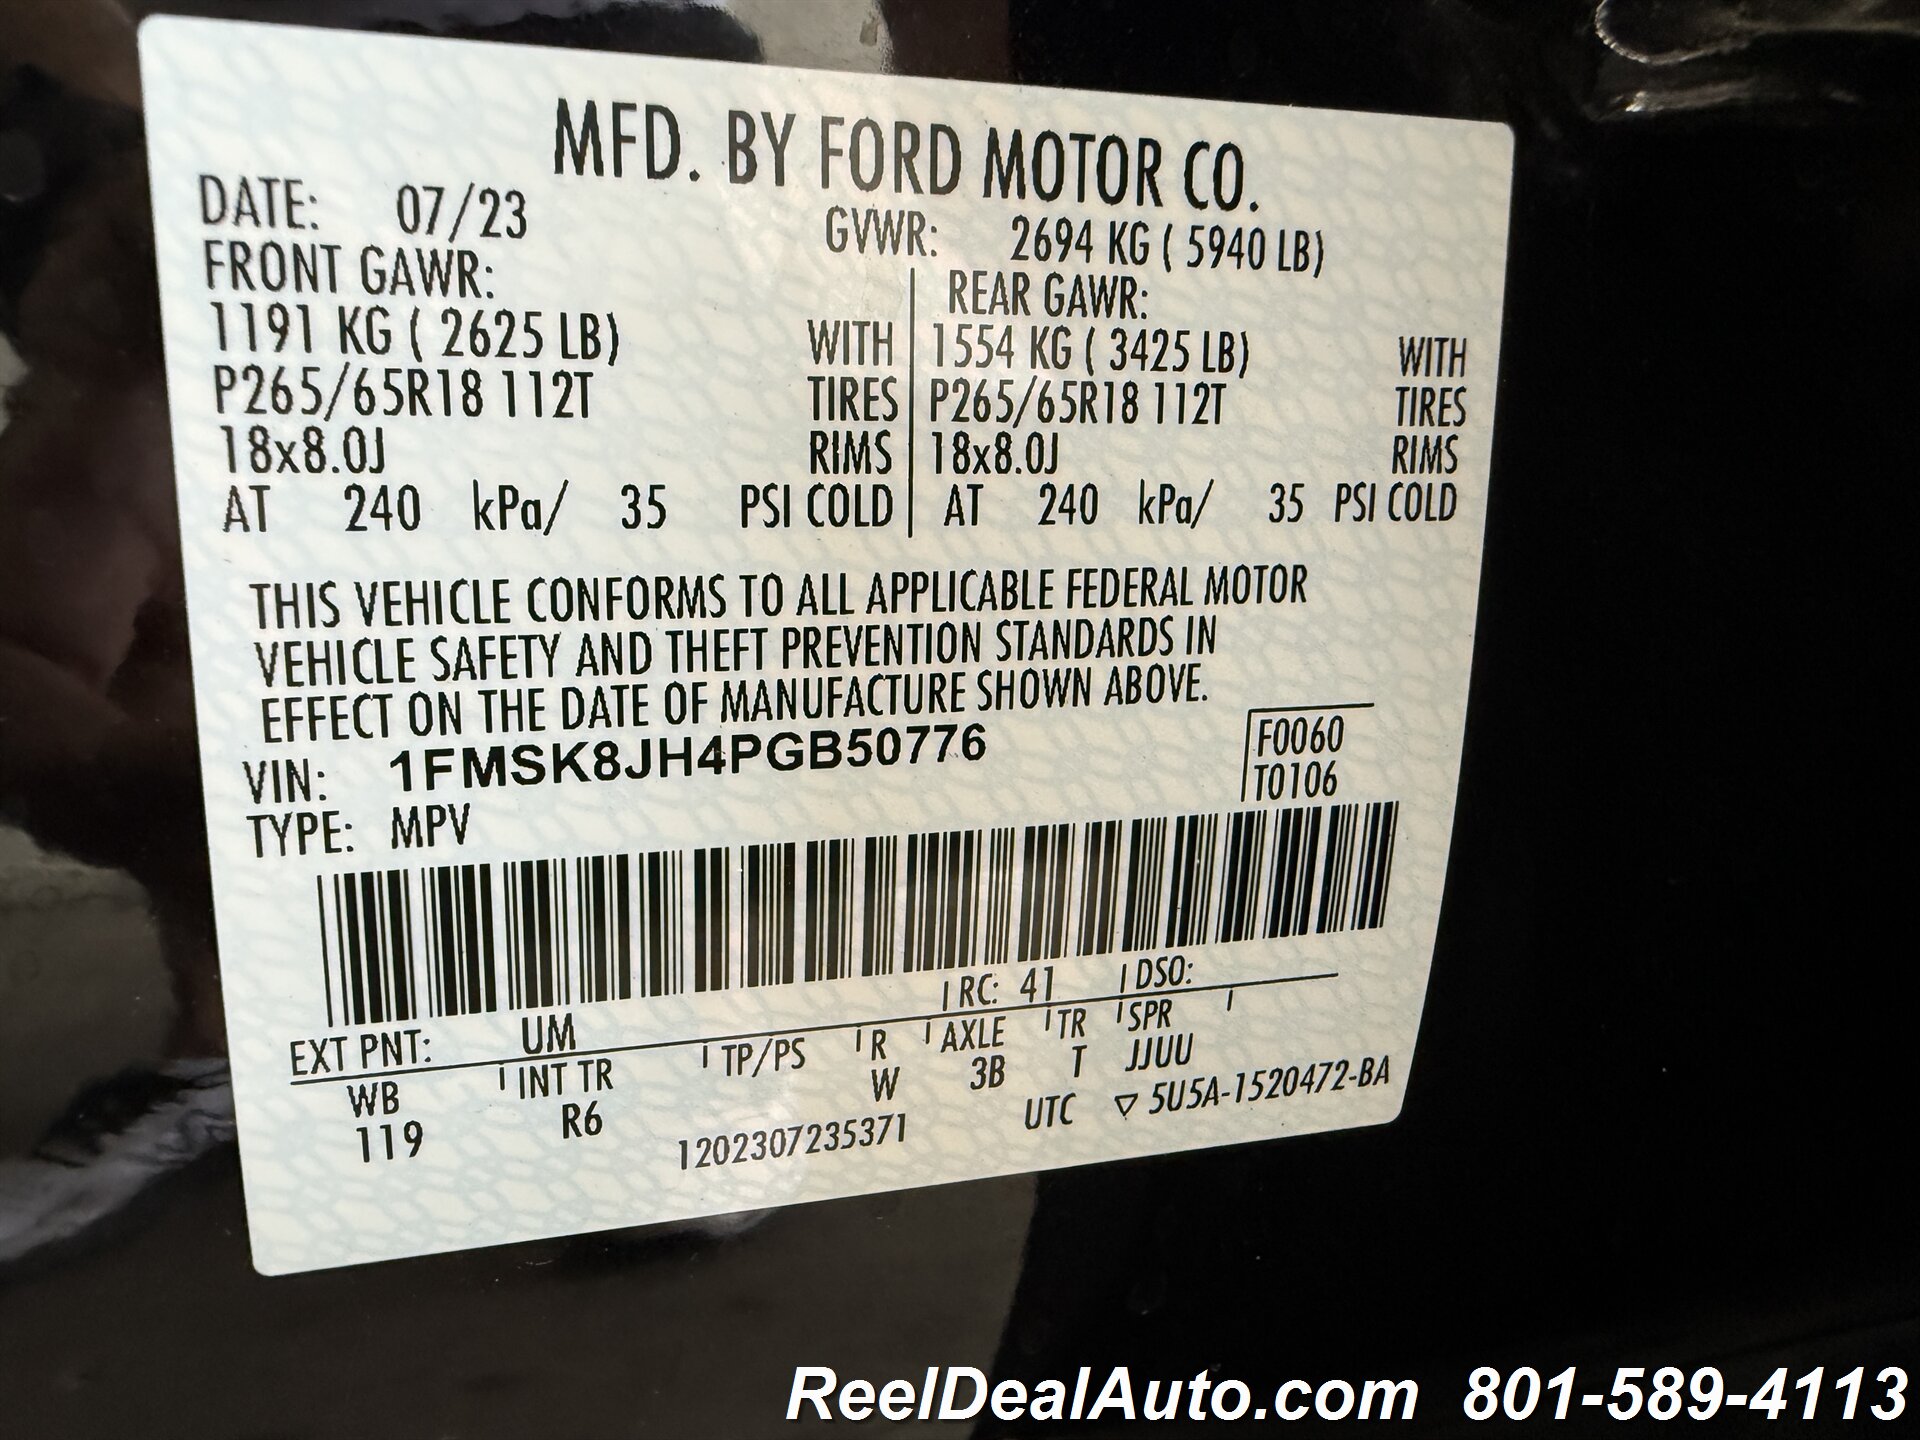 MFD. BY FORD MOTOR CO.
DATE: 07/23 GVWR: 2694 KG ( 5940 LB)
FRONT GAWR: REAR GAWR:
1191 KG ( 2625 LB) WITH 1554 KG ( 3425 LB) WITH
P265/65R18 112T TIRES P265/65R18 112T TIRES
18x8.0J RIMS 18x8.0J RIMS
AT 240 kPa/ 35 PSI COLD AT 240 kPa/ 35 PSI COLD
THIS VEHICLE CONFORMS TO ALL APPLICABLE FEDERAL MOTOR
VEHICLE SAFETY AND THEFT PREVENTION STANDARDS IN
EFFECT ON THE DATE OF MANUFACTURE SHOWN ABOVE.
VIN: 1FMSK8JH4PGB50776 F0060
TYPE: MPV T0106
EXT PNT: UM RC: 41 DSO:
WB INT TR TP/PS R AXLE TR SPR
119 R6 W 3B T JJUU
1202307235371 UTC ▽ 5U5A-1520472-BA
ReelDealAuto.com 801-589-4113